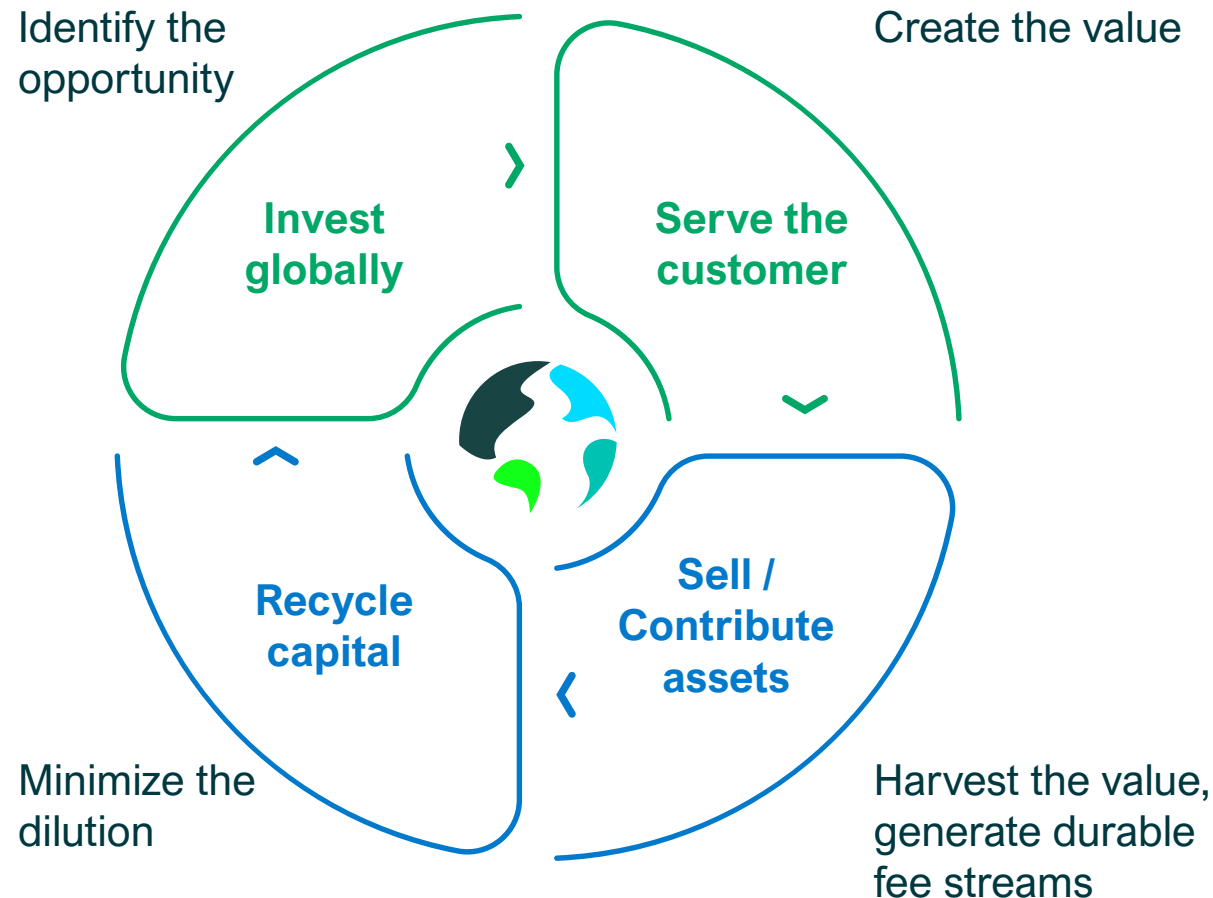 Identify the
opportunity
Create the value
Invest
globally
Serve the
customer
Recycle
capital
Sell /
Contribute
assets
Minimize the
dilution
Harvest the value,
generate durable
fee streams